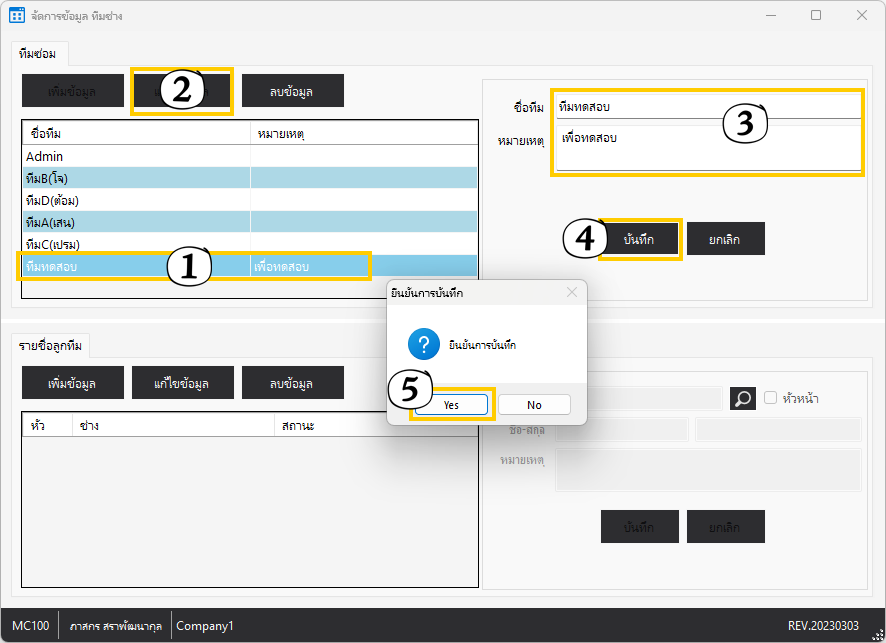 จัดการข้อมูล ทีมช่าง
ทีมซ่อม
เพิ่มข้อมูล
2
ลบข้อมูล
ชื่อทีม หมายเหตุ
Admin
ทีมB(โจ)
ทีมD(ต้อม)
ทีมA(เสน)
ทีมC(เปรม)
ทีมทดสอบ เพื่อทดสอบ
1
ชื่อทีม ทีมทดสอบ
หมายเหตุ เพื่อทดสอบ
3
4
บันทึก ยกเลิก
ยืนยันการบันทึก
ยืนยันการบันทึก
5
Yes No
รายชื่อลูกทีม
เพิ่มข้อมูล แก้ไขข้อมูล ลบข้อมูล
หัว ช่าง สถานะ
หัวหน้า
ชื่อ-สกุล
หมายเหตุ
บันทึก ยกเลิก
MC100 ภาสกร สราพัฒนากุล Company1 REV.20230303